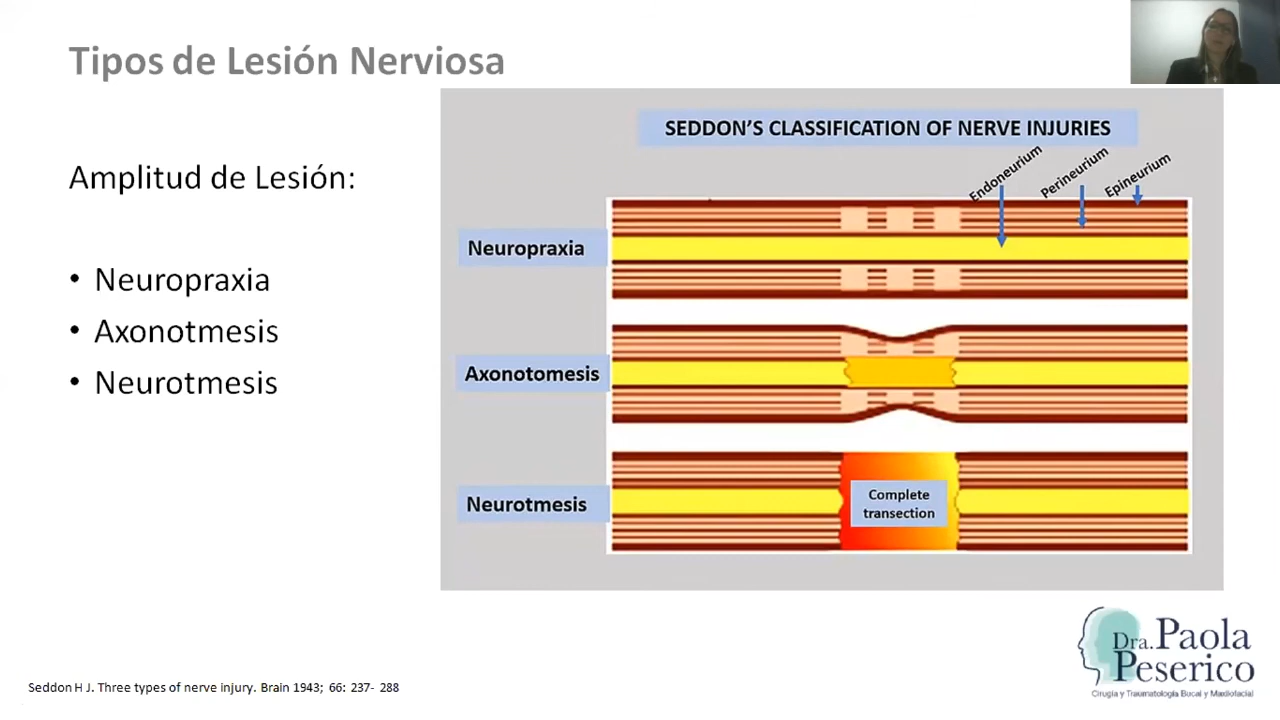 Tipos de Lesión Nerviosa
Amplitud de Lesión:
• Neuropraxia
• Axonotmesis
• Neurotmesis
SEDDON'S CLASSIFICATION OF NERVE INJURIES
Endoneurium
Perineurium
Epineurium
Neuropraxia
Axonotomesis
Neurotmesis
Complete
transection
Seddon H J. Three types of nerve injury. Brain 1943; 66: 237- 288
Dra. Paola
Peserico
Cirugía y Traumatología Bucal y Maxilofacial